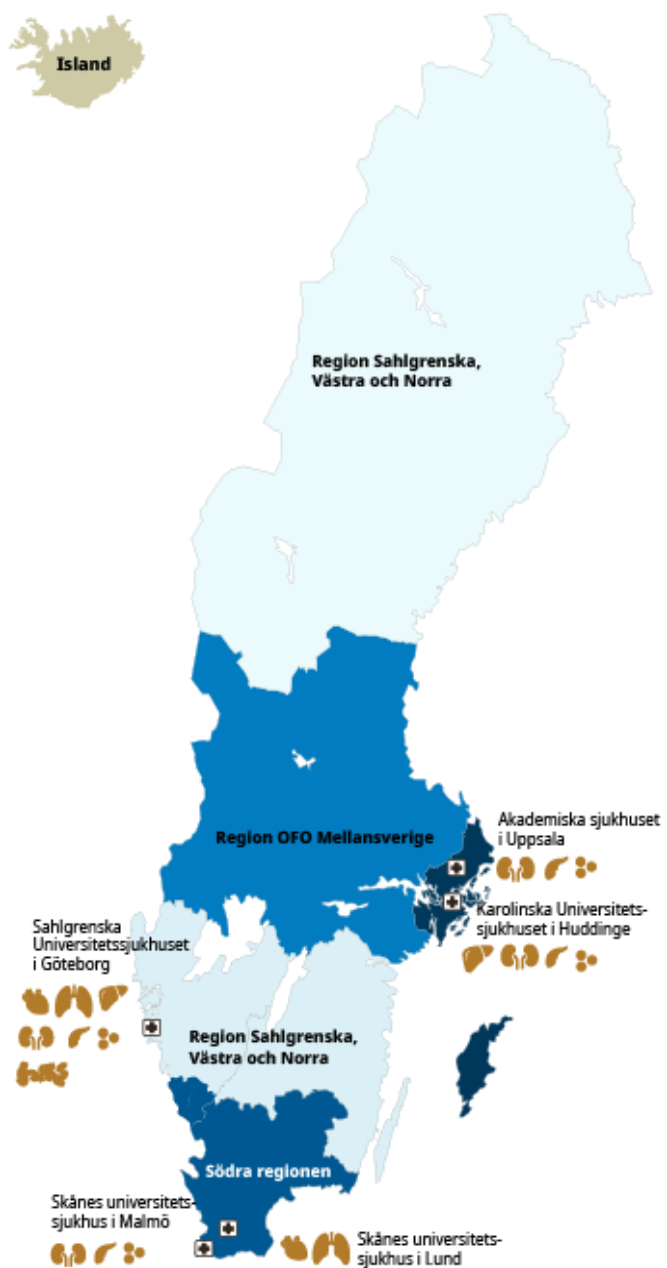 Island
Region Sahlgrenska,
Västra och Norra
Region OFO Mellansverige
Akademiska sjukhuset
i Uppsala
Karolinska Universitets-
sjukhuset i Huddinge
Sahlgrenska
Universitetssjukhuset
i Göteborg
Region Sahlgrenska,
Västra och Norra
Södra regionen
Skånes universitets-
sjukhus i Malmö
Skånes universitets-
sjukhus i Lund